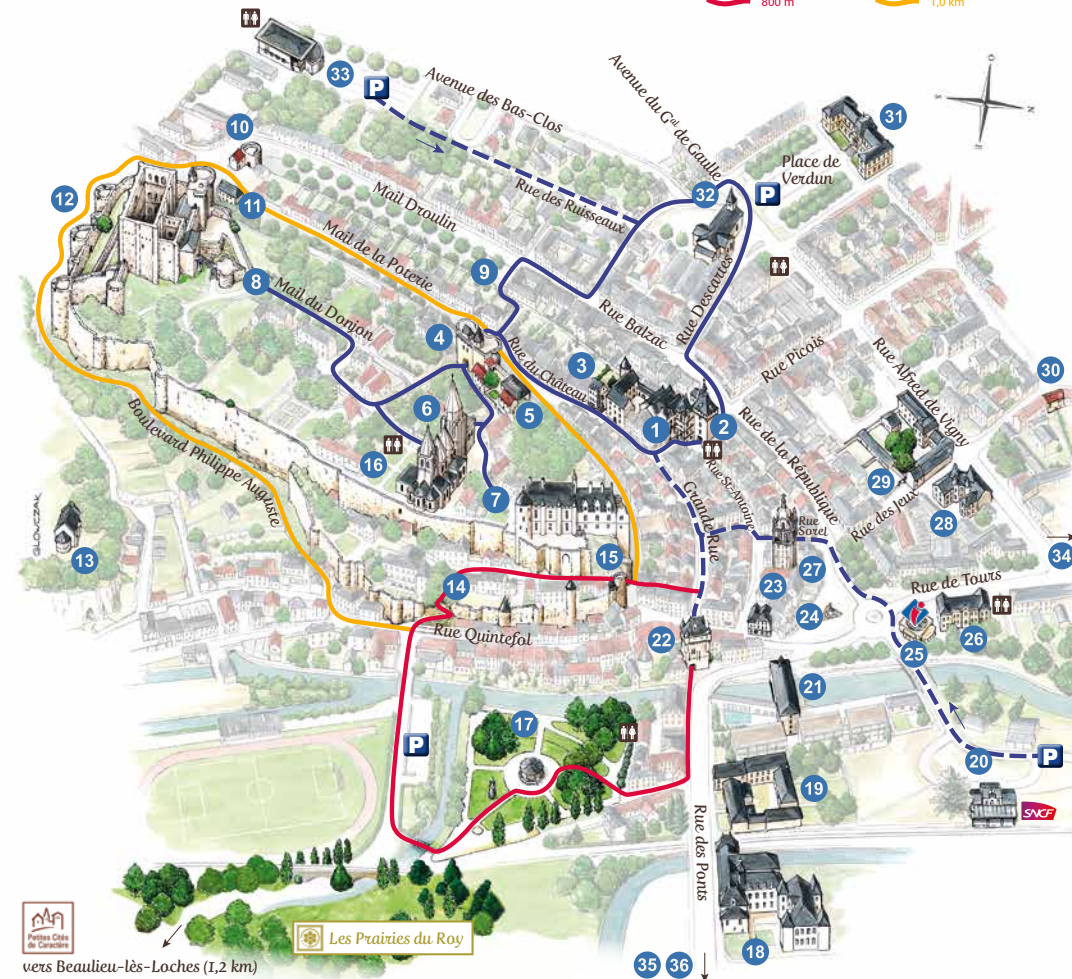 800 m
1,0 km
33
P
Avenue des Bas-Clos
Avenue du Gal de Gaulle
31
Place de
Verdun
10
12
11
Mail Droulin
Rue des Ruisseaux
32
P
Mail de la Poterie
9
8
Mail du Donjon
Rue Balzac
Rue Descartes
Rue Picois
Rue Alfred de Vigny
30
4
Rue du Château
3
5
6
1
2
Rue de la République
16
7
Boulevard Philippe Auguste
Grande Rue
Rue St-Antoine
29
Rue des Jeux
28
34
GLOWCZAK
13
15
Rue
Sorel
27
23
24
Rue de Tours
14
Rue Quintefol
22
25
26
21
17
P
20
P
19
SNCF
Rue des Ponts
18
Petites Cités
de Caractère
Les Prairies du Roy
vers Beaulieu-lès-Loches (1,2 km)
35
36